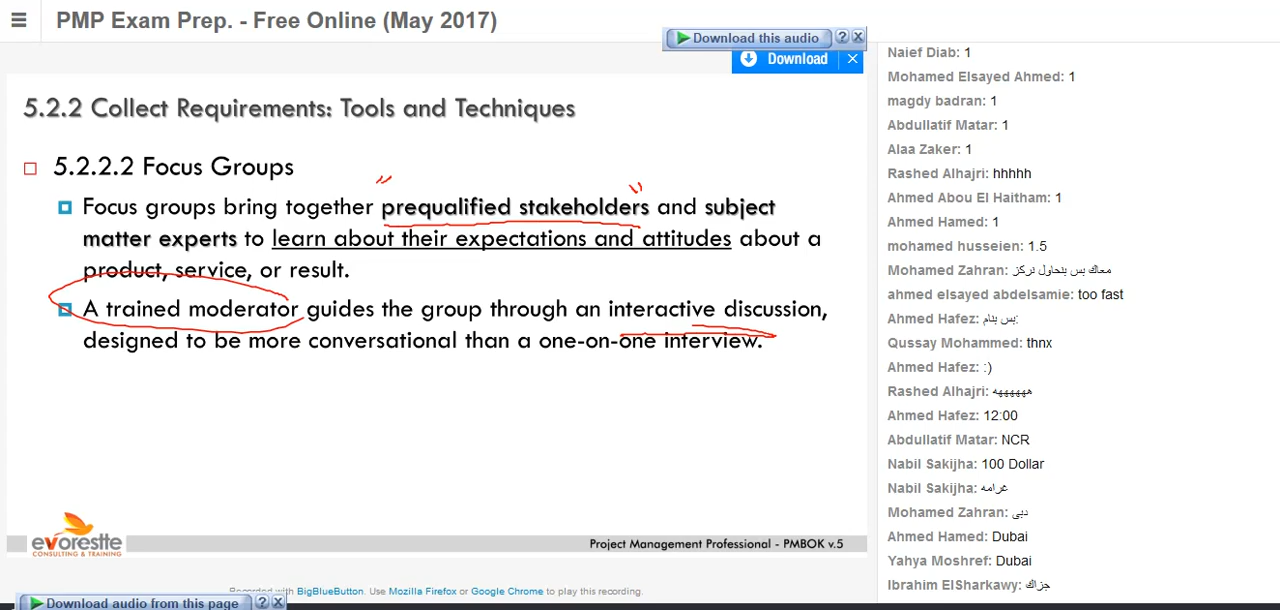 PMP Exam Prep. - Free Online (May 2017)
Download this audio
Download
5.2.2 Collect Requirements: Tools and Techniques
5.2.2.2 Focus Groups
Focus groups bring together prequalified stakeholders and subject
matter experts to learn about their expectations and attitudes about a
product, service, or result.
A trained moderator guides the group through an interactive discussion,
designed to be more conversational than a one-on-one interview.
evorestte
CONSULTING & TRAINING
Project Management Professional - PMBOK v.5
Recorded with BigBlueButton. Use Mozilla Firefox or Google Chrome to play this recording.
Download audio from this page
Naief Diab: 1
Mohamed Elsayed Ahmed: 1
magdy badran: 1
Abdullatif Matar: 1
Alaa Zaker: 1
Rashed Alhajri: hhhhh
Ahmed Abou El Haitham: 1
Ahmed Hamed: 1
mohamed husseien: 1.5
Mohamed Zahran: معاك بس بنحاول نركز
ahmed elsayed abdelsamie: too fast
Ahmed Hafez: بس بنام:
Qussay Mohammed: thnx
Ahmed Hafez: :)
Rashed Alhajri: ههههههه
Ahmed Hafez: 12:00
Abdullatif Matar: NCR
Nabil Sakijha: 100 Dollar
Nabil Sakijha: غرامه
Mohamed Zahran: دبى
Ahmed Hamed: Dubai
Yahya Moshref: Dubai
Ibrahim ElSharkawy: جزاك